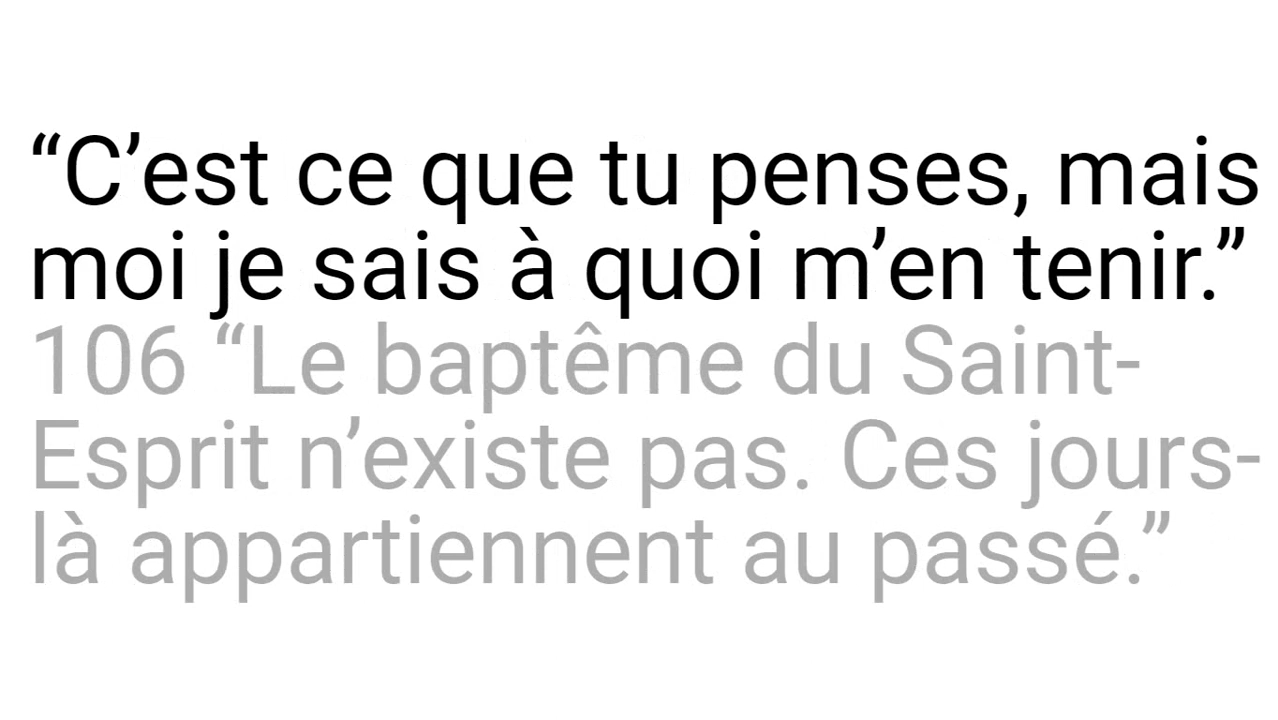 “C’est ce que tu penses, mais
moi je sais à quoi m’en tenir.”
106 “Le baptême du Saint-
Esprit n’existe pas. Ces jours-
là appartiennent au passé.”